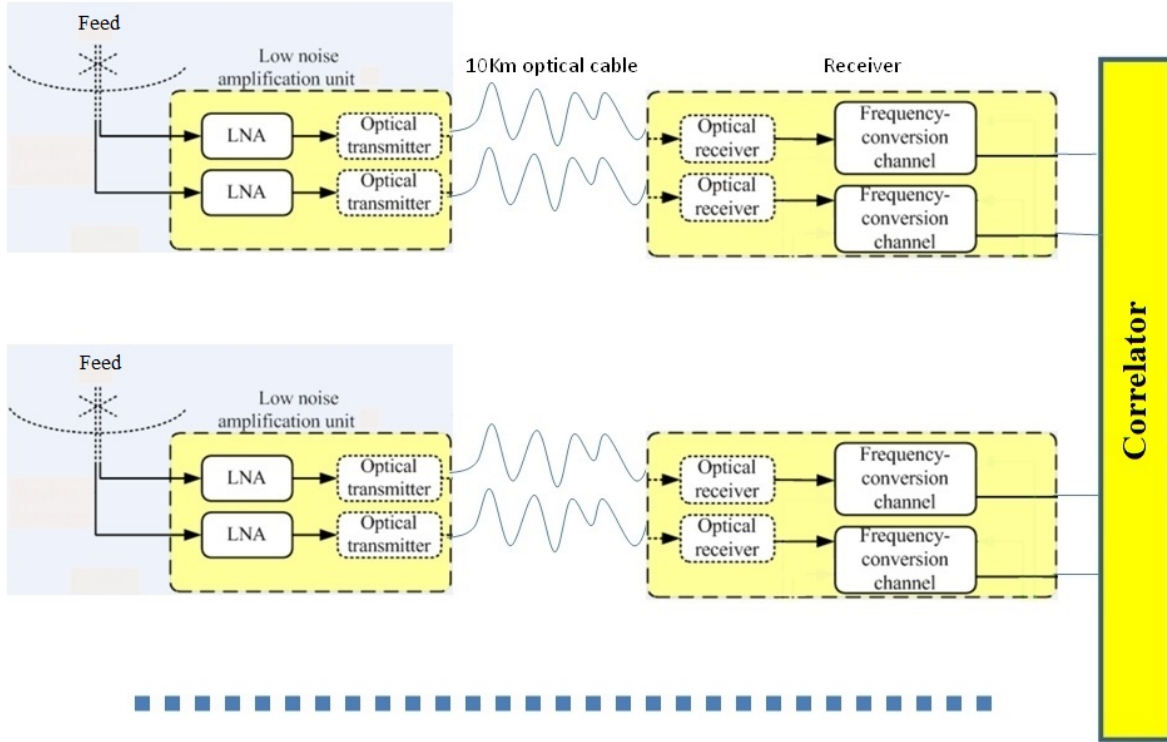 Feed
Low noise
amplification unit
10Km optical cable
Receiver
LNA
Optical
transmitter
Optical
receiver
Frequency-
conversion
channel
LNA
Optical
transmitter
Optical
receiver
Frequency-
conversion
channel
Feed
Low noise
amplification unit
LNA
Optical
transmitter
Optical
receiver
Frequency-
conversion
channel
LNA
Optical
transmitter
Optical
receiver
Frequency-
conversion
channel
Correlator